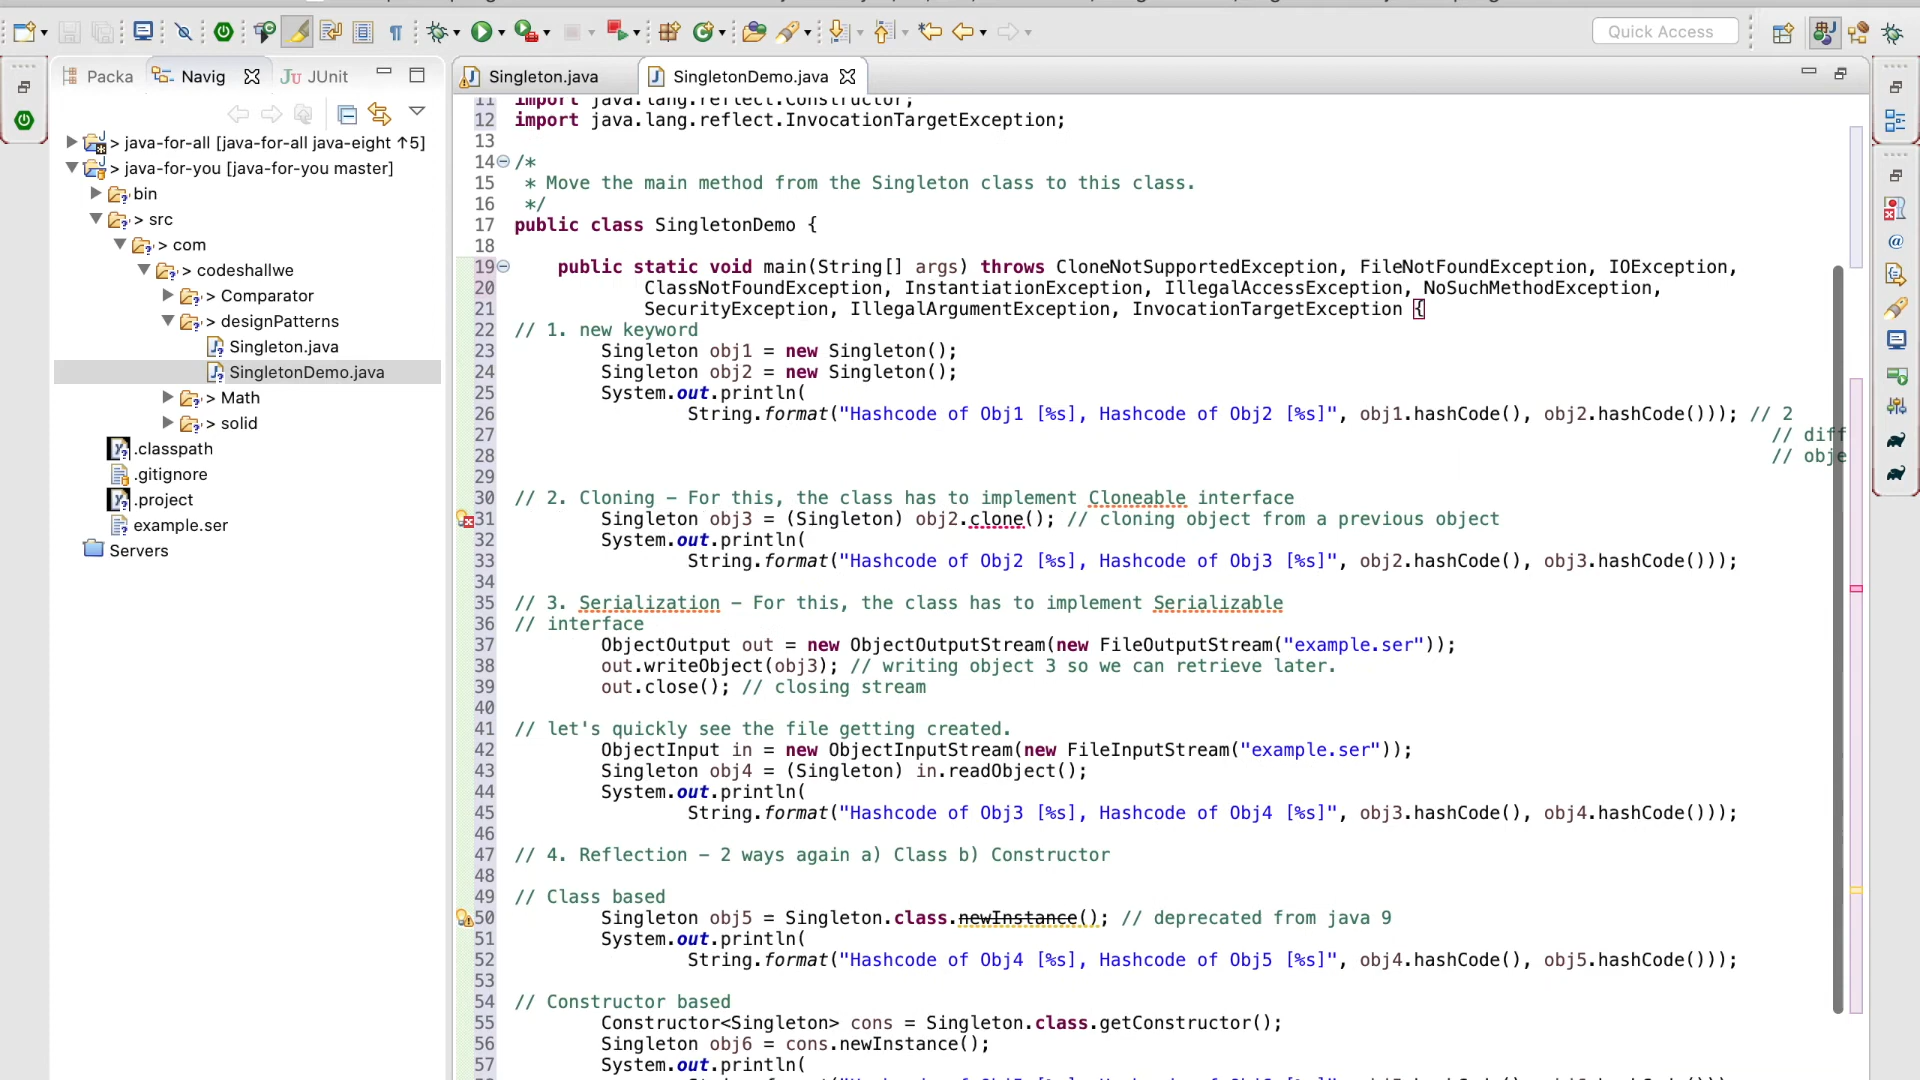 Quick Access
Packa
Navig
JUnit
Singleton.java
SingletonDemo.java
> java-for-all [java-for-all java-eight ↑5]
> java-for-you [java-for-you master]
bin
> src
> com
> codeshallwe
> Comparator
> designPatterns
Singleton.java
SingletonDemo.java
> Math
> solid
.classpath
.gitignore
.project
example.ser
Servers
11 import java.lang.reflect.Constructor;
12 import java.lang.reflect.InvocationTargetException;
13
14 /*
15 * Move the main method from the Singleton class to this class.
16 */
17 public class SingletonDemo {
18
19 public static void main(String[] args) throws CloneNotSupportedException, FileNotFoundException, IOException,
20 ClassNotFoundException, InstantiationException, IllegalAccessException, NoSuchMethodException,
21 SecurityException, IllegalArgumentException, InvocationTargetException {
22 // 1. new keyword
23 Singleton obj1 = new Singleton();
24 Singleton obj2 = new Singleton();
25 System.out.println(
26 String.format("Hashcode of Obj1 [%s], Hashcode of Obj2 [%s]", obj1.hashCode(), obj2.hashCode())); // 2
27 // diff
28 // obje
29
30 // 2. Cloning – For this, the class has to implement Cloneable interface
31 Singleton obj3 = (Singleton) obj2.clone(); // cloning object from a previous object
32 System.out.println(
33 String.format("Hashcode of Obj2 [%s], Hashcode of Obj3 [%s]", obj2.hashCode(), obj3.hashCode()));
34
35 // 3. Serialization – For this, the class has to implement Serializable
36 // interface
37 ObjectOutput out = new ObjectOutputStream(new FileOutputStream("example.ser"));
38 out.writeObject(obj3); // writing object 3 so we can retrieve later.
39 out.close(); // closing stream
40
41 // let's quickly see the file getting created.
42 ObjectInput in = new ObjectInputStream(new FileInputStream("example.ser"));
43 Singleton obj4 = (Singleton) in.readObject();
44 System.out.println(
45 String.format("Hashcode of Obj3 [%s], Hashcode of Obj4 [%s]", obj3.hashCode(), obj4.hashCode()));
46
47 // 4. Reflection – 2 ways again a) Class b) Constructor
48
49 // Class based
50 Singleton obj5 = Singleton.class.newInstance(); // deprecated from java 9
51 System.out.println(
52 String.format("Hashcode of Obj4 [%s], Hashcode of Obj5 [%s]", obj4.hashCode(), obj5.hashCode()));
53
54 // Constructor based
55 Constructor<Singleton> cons = Singleton.class.getConstructor();
56 Singleton obj6 = cons.newInstance();
57 System.out.println(